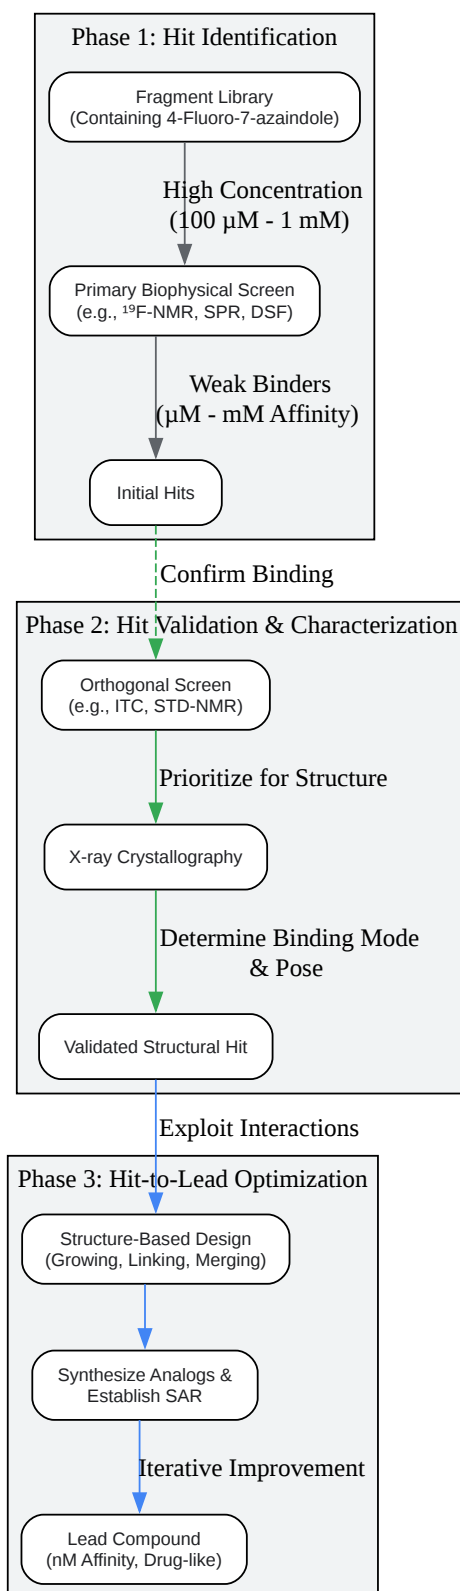 Phase 1: Hit Identification
Fragment Library
(Containing 4-Fluoro-7-azaindole)
High Concentration
(100 µM - 1 mM)
Primary Biophysical Screen
(e.g., ¹⁹F-NMR, SPR, DSF)
Weak Binders
(µM - mM Affinity)
Initial Hits
Confirm Binding
Phase 2: Hit Validation & Characterization
Orthogonal Screen
(e.g., ITC, STD-NMR)
Prioritize for Structure
X-ray Crystallography
Determine Binding Mode
& Pose
Validated Structural Hit
Exploit Interactions
Phase 3: Hit-to-Lead Optimization
Structure-Based Design
(Growing, Linking, Merging)
Synthesize Analogs &
Establish SAR
Iterative Improvement
Lead Compound
(nM Affinity, Drug-like)